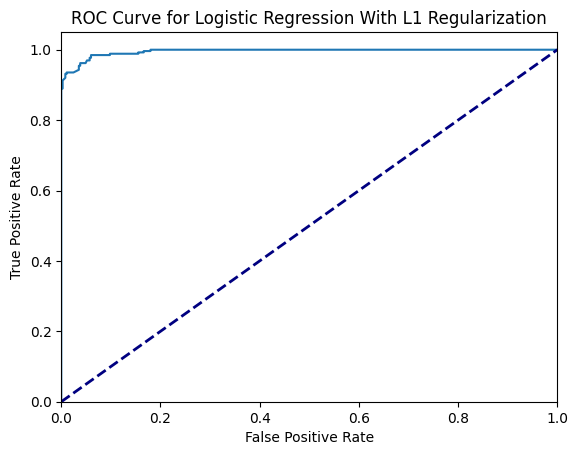 ROC Curve for Logistic Regression With L1 Regularization
1.0
0.8
0.6
0.4
0.2
0.0
True Positive Rate
0.0 0.2 0.4 0.6 0.8 1.0
False Positive Rate